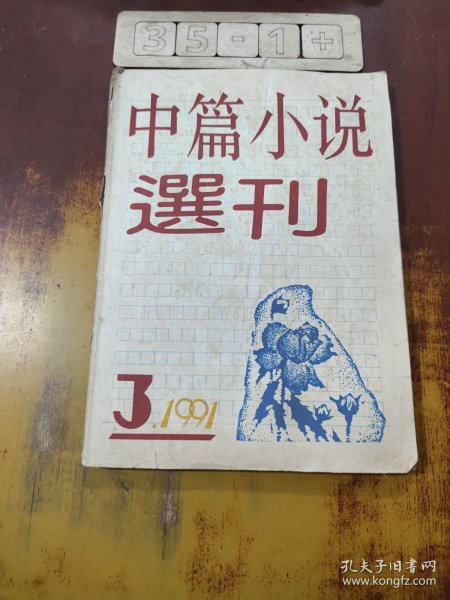 35-1+
中篇小说
選刊
3.1991
孔夫子旧书网
www.kongfz.com